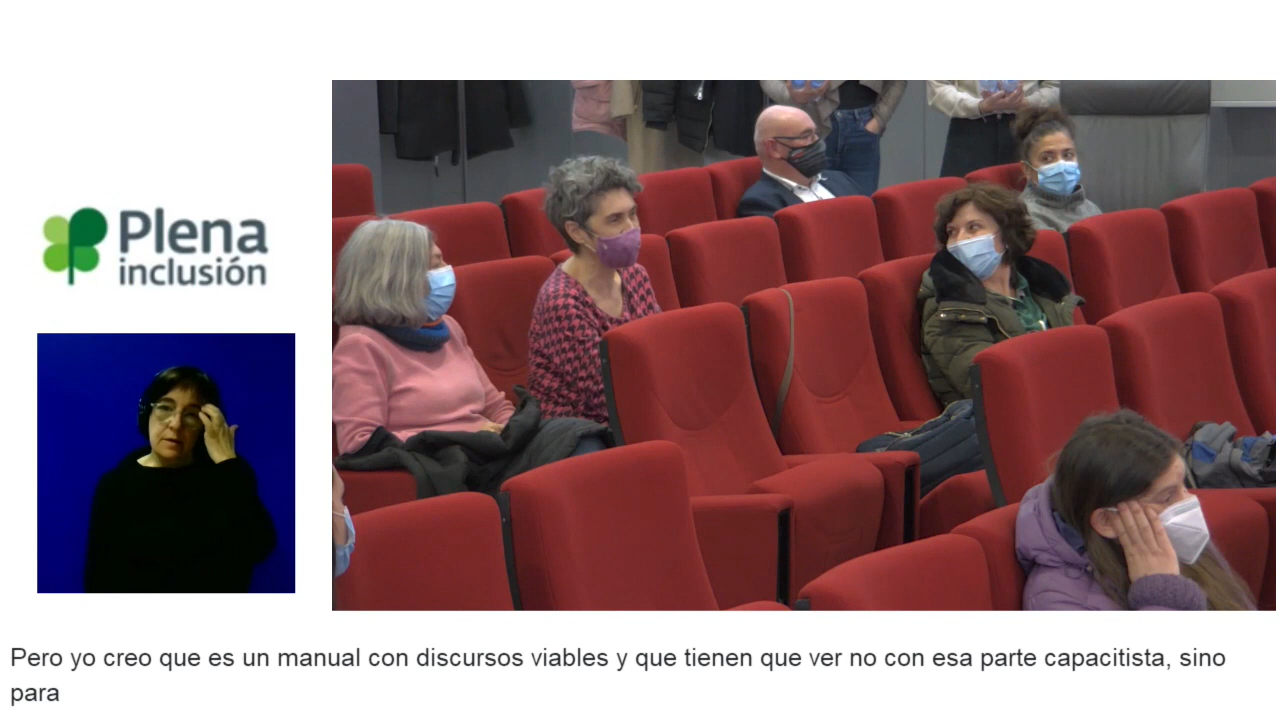 Plena
inclusión
Pero yo creo que es un manual con discursos viables y que tienen que ver no con esa parte capacitista, sino
para